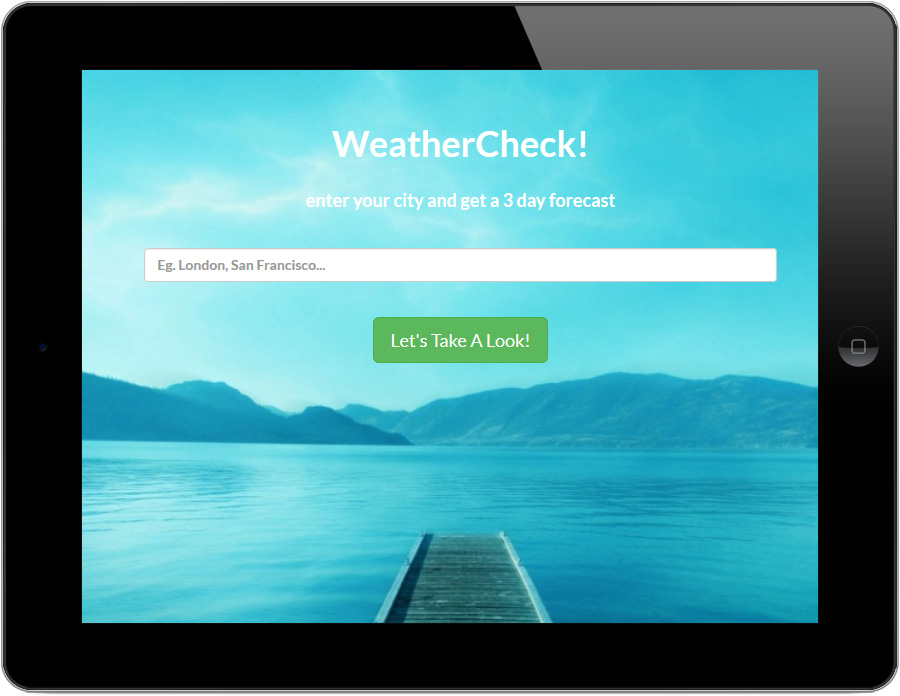 WeatherCheck!
enter your city and get a 3 day forecast
Eg. London, San Francisco...
Let's Take A Look!